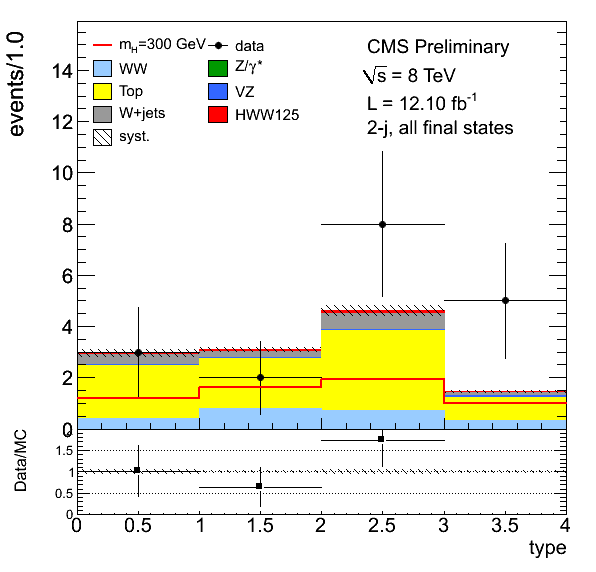 events/1.0
m_H=300 GeV
data
WW
Z/γ*
Top
VZ
W+jets
HWW125
syst.
CMS Preliminary
√s = 8 TeV
L = 12.10 fb⁻¹
2-j, all final states
14
12
10
8
6
4
2
0
Data/MC
2
1.5
1
0.5
0
0 0.5 1 1.5 2 2.5 3 3.5 4
type